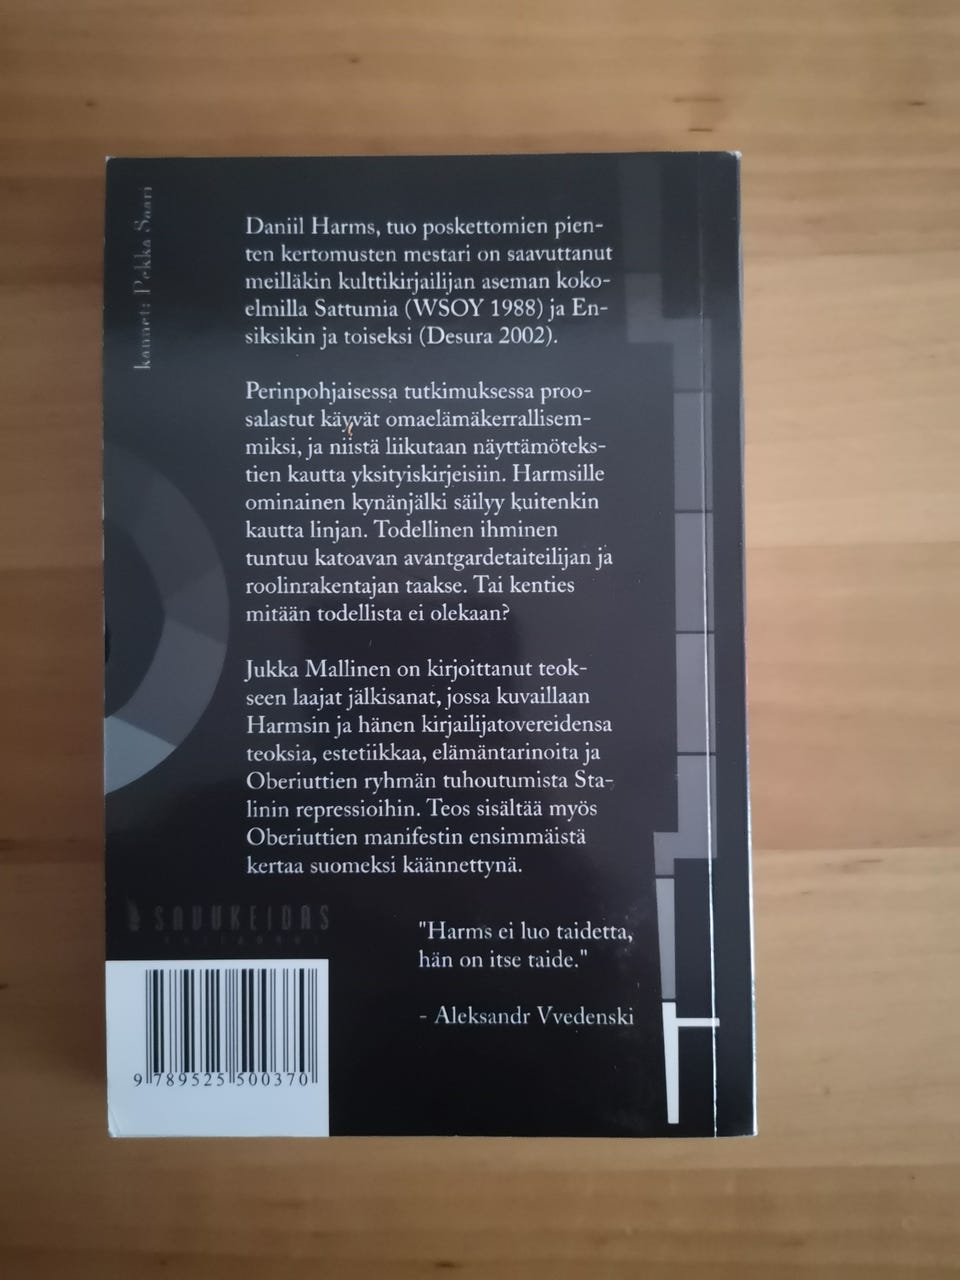 kannet: Pekka Saari
Daniil Harms, tuo poskettomien pien-
ten kertomusten mestari on saavuttanut
meilläkin kulttikirjailijan aseman koko-
elmilla Sattumia (WSOY 1988) ja En-
siksikin ja toiseksi (Desura 2002).
Perinpohjaisessa tutkimuksessa proo-
salastut käyvät omaelämäkerrallisem-
miksi, ja niistä liikutaan näyttämöteks-
tien kautta yksityiskirjeisiin. Harmsille
ominainen kynänjälki säilyy kuitenkin
kautta linjan. Todellinen ihminen
tuntuu katoavan avantgardetaiteilijan ja
roolinrakentajan taakse. Tai kenties
mitään todellista ei olekaan?
Jukka Mallinen on kirjoittanut teok-
seen laajat jälkisanat, jossa kuvaillaan
Harmsin ja hänen kirjailijatovereidensa
teoksia, estetiikkaa, elämäntarinoita ja
Oberiuttien ryhmän tuhoutumista Sta-
linin repressioihin. Teos sisältää myös
Oberiuttien manifestin ensimmäistä
kertaa suomeksi käännettynä.
SAVUKEIDAS
"Harms ei luo taidetta,
hän on itse taide."
- Aleksandr Vvedenski
9 789525 500370